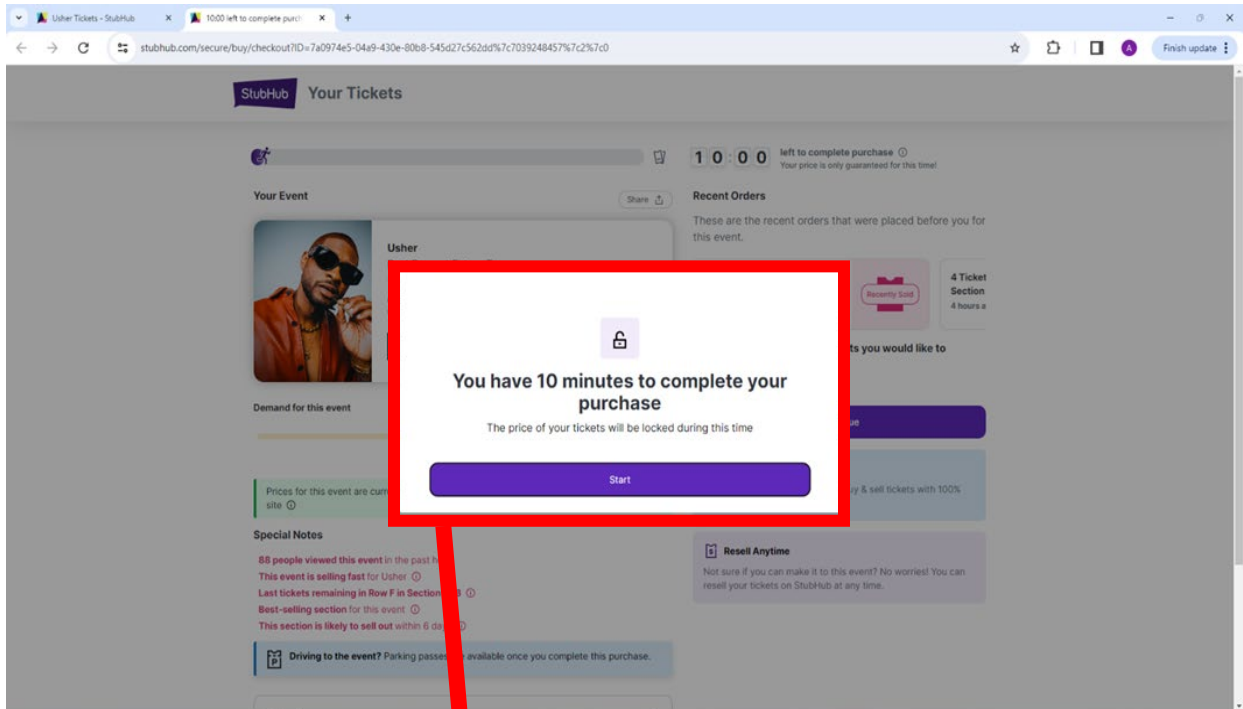 Usher Tickets - StubHub
10:00 left to complete purch
stubhub.com/secure/buy/checkout?ID=7a0974e5-04a9-430e-80b8-545d27c562dd%7c7039248457%7c2%7c0
A
Finish update
StubHub Your Tickets
10:00 left to complete purchase
Your price is only guaranteed for this time!
Your Event
Share
Recent Orders
These are the recent orders that were placed before you for
this event.
Usher
Recently Sold
4 Ticket
Section
4 hours a
ts you would like to
You have 10 minutes to complete your
purchase
The price of your tickets will be locked during this time
Start
Demand for this event
ue
Prices for this event are curr
site
uy & sell tickets with 100%
Special Notes
88 people viewed this event in the past h
This event is selling fast for Usher
Last tickets remaining in Row F in Section
Best-selling section for this event
This section is likely to sell out within 6 da
Resell Anytime
Not sure if you can make it to this event? No worries! You can
resell your tickets on StubHub at any time.
P
Driving to the event? Parking passes available once you complete this purchase.